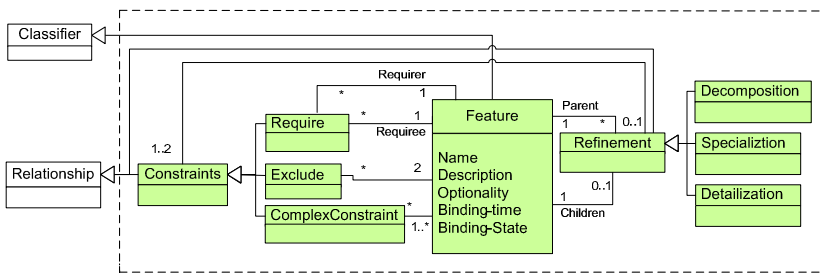 Classifier
Requirer
*
1
*
1
Requiree
Require
1..2
Relationship
Constraints
Exclude
*
2
ComplexConstraint
*
1..*
Feature
Name
Description
Optionality
Binding-time
Binding-State
Parent
1
*
0..1
Refinement
0..1
1
Children
Decomposition
Specializtion
Detailization